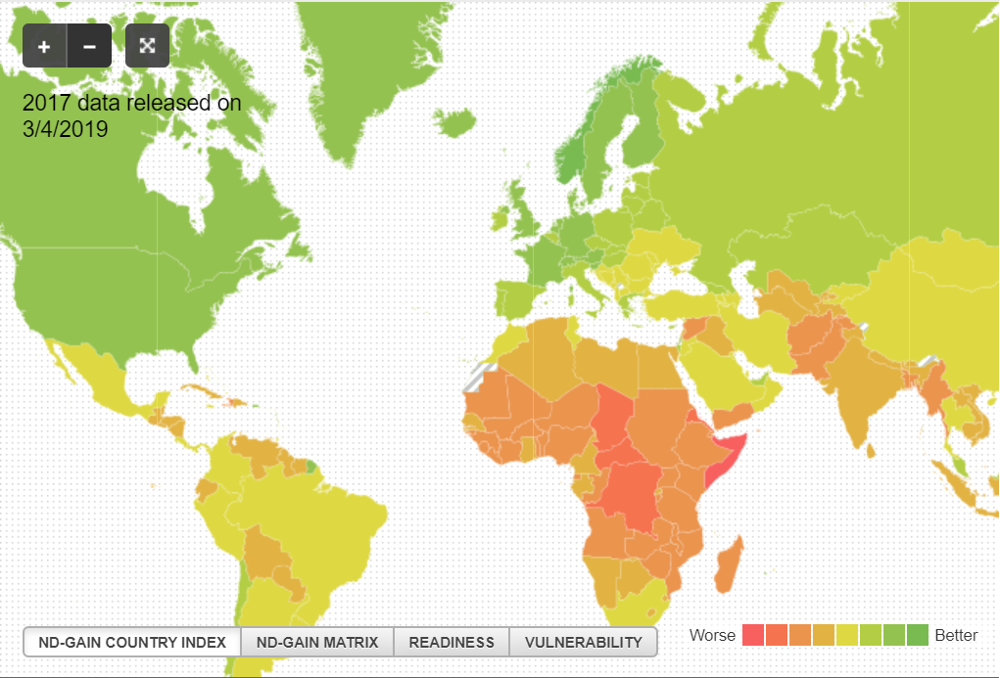 + −
2017 data released on
3/4/2019
ND-GAIN COUNTRY INDEX ND-GAIN MATRIX READINESS VULNERABILITY
Worse Better